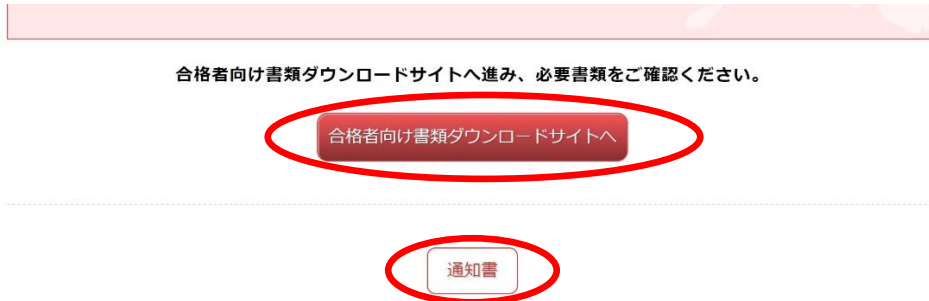 合格者向け書類ダウンロードサイトへ進み、必要書類をご確認ください。
合格者向け書類ダウンロードサイトへ
通知書